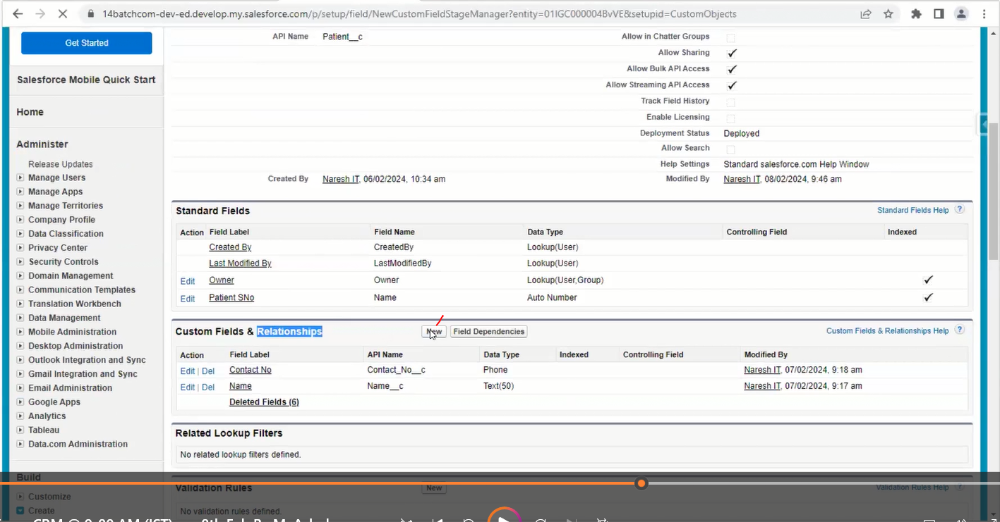 14batchcom-dev-ed.develop.my.salesforce.com/p/setup/field/NewCustomFieldStageManager?entity=01IGC000004BvVE&setupid=CustomObjects
Get Started
Salesforce Mobile Quick Start
Home
Administer
Release Updates
Manage Users
Manage Apps
Manage Territories
Company Profile
Data Classification
Privacy Center
Security Controls
Domain Management
Communication Templates
Translation Workbench
Data Management
Mobile Administration
Desktop Administration
Outlook Integration and Sync
Gmail Integration and Sync
Email Administration
Google Apps
Analytics
Tableau
Data.com Administration
Build
Customize
Create
API Name Patient__c Allow in Chatter Groups
Allow Sharing
Allow Bulk API Access
Allow Streaming API Access
Track Field History
Enable Licensing
Deployment Status Deployed
Allow Search
Help Settings Standard salesforce.com Help Window
Created By Naresh IT, 06/02/2024, 10:34 am Modified By Naresh IT, 08/02/2024, 9:46 am
Standard Fields Standard Fields Help ?
Action Field Label Field Name Data Type Controlling Field Indexed
Created By CreatedBy Lookup(User)
Last Modified By LastModifiedBy Lookup(User)
Edit Owner Owner Lookup(User,Group)
Edit Patient SNo Name Auto Number
Custom Fields & Relationships New Field Dependencies Custom Fields & Relationships Help ?
Action Field Label API Name Data Type Indexed Controlling Field Modified By
Edit | Del Contact No Contact_No__c Phone Naresh IT, 07/02/2024, 9:18 am
Edit | Del Name Name__c Text(50) Naresh IT, 07/02/2024, 9:17 am
Deleted Fields (6)
Related Lookup Filters
No related lookup filters defined.
Validation Rules New Validation Rules Help ?
No validation rules defined.